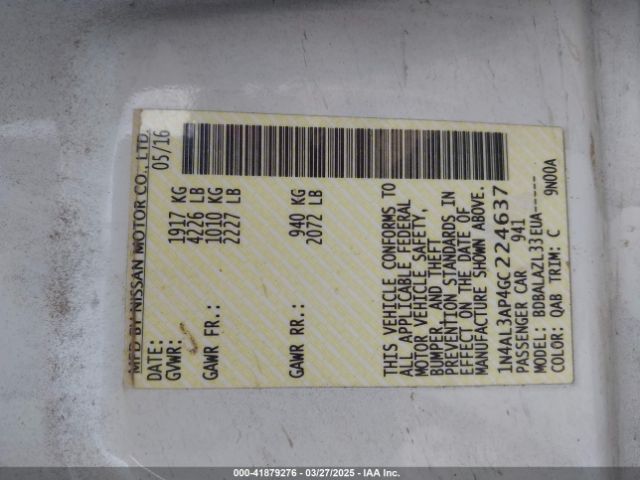 MFD BY NISSAN MOTOR CO., LTD.
DATE: 05/16
GVWR: 1917 KG
4226 LB
GAWR FR.: 1010 KG
2227 LB
GAWR RR.: 940 KG
2072 LB
THIS VEHICLE CONFORMS TO
ALL APPLICABLE FEDERAL
MOTOR VEHICLE SAFETY,
BUMPER, AND THEFT
PREVENTION STANDARDS IN
EFFECT ON THE DATE OF
MANUFACTURE SHOWN ABOVE.
1N4AL3AP4GC224637
PASSENGER CAR 941
MODEL: BDBALAZL33EUA-----
COLOR: QAB TRIM: C 9N00A
000-41879276 - 03/27/2025 - IAA Inc.